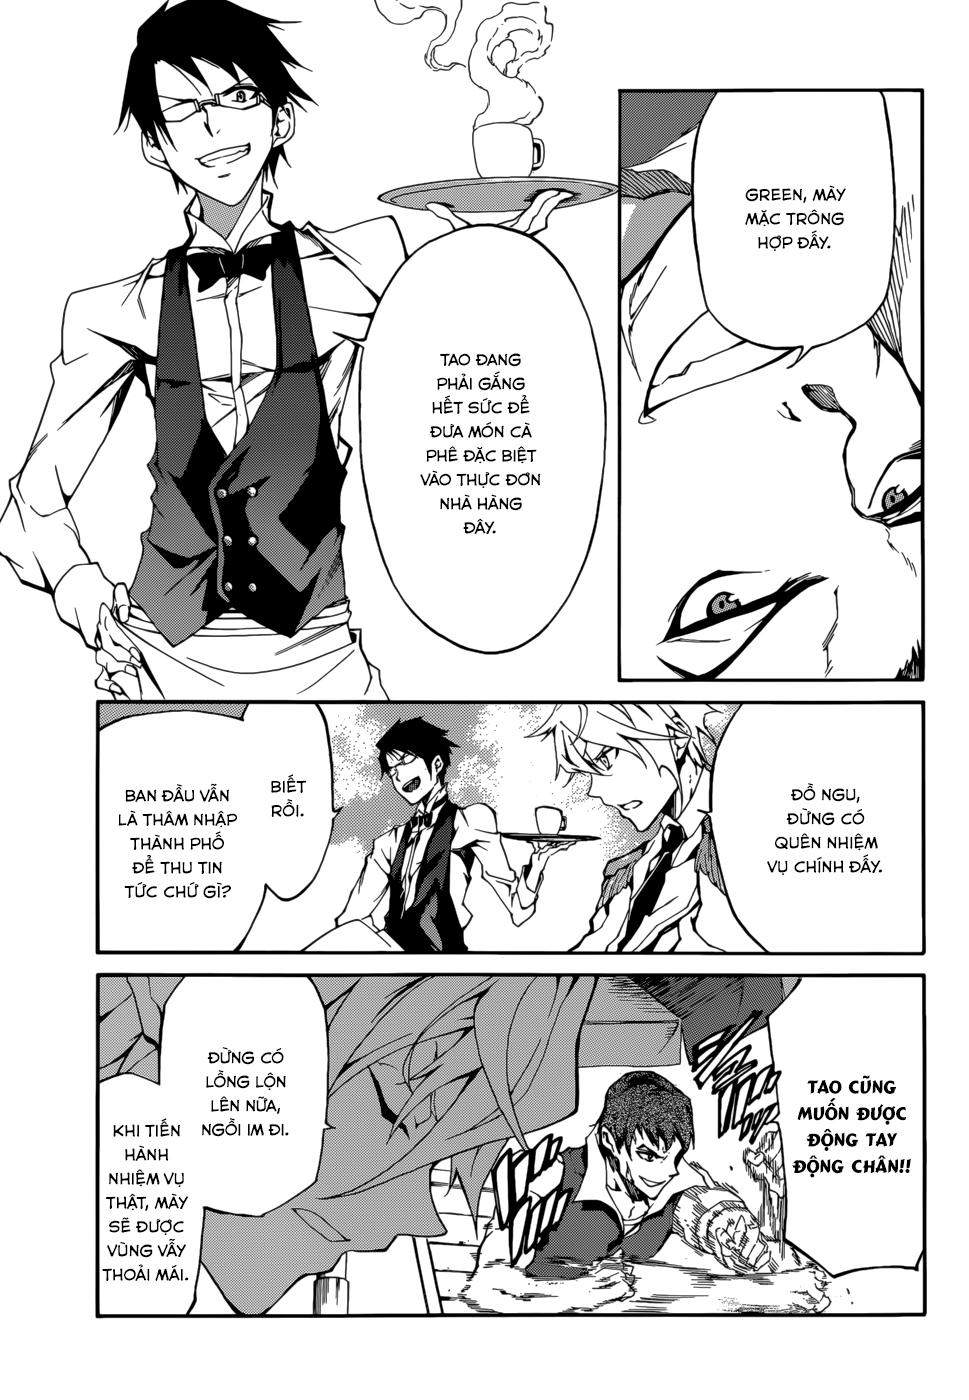 GREEN, MÀY
MẶC TRÔNG
HỢP ĐẤY.
TAO ĐANG
PHẢI GẮNG
HẾT SỨC ĐỂ
ĐƯA MÓN CÀ
PHÊ ĐẶC BIỆT
VÀO THỰC ĐƠN
NHÀ HÀNG
ĐÂY.
ĐỒ NGU,
ĐỪNG CÓ
QUÊN NHIỆM
VỤ CHÍNH ĐẤY.
BIẾT
RỒI.
BAN ĐẦU VẪN
LÀ THÂM NHẬP
THÀNH PHỐ
ĐỂ THU TIN
TỨC CHỨ GÌ?
TAO CŨNG
MUỐN ĐƯỢC
ĐỘNG TAY
ĐỘNG CHÂN!!
ĐỪNG CÓ
LỒNG LỘN
LÊN NỮA,
NGỒI IM ĐI.
KHI TIẾN
HÀNH
NHIỆM VỤ
THẬT, MÀY
SẼ ĐƯỢC
VÙNG VẪY
THOẢI MÁI.